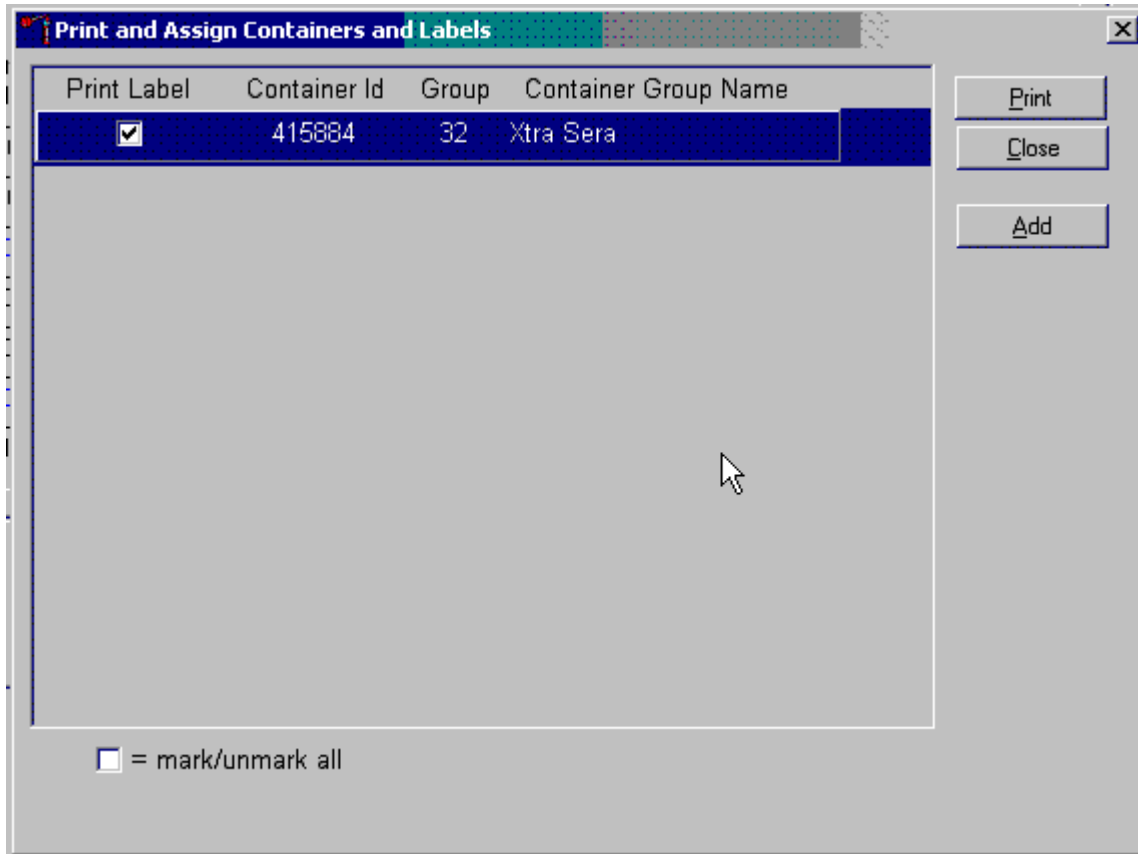 Print and Assign Containers and Labels
Print Label Container Id Group Container Group Name
415884 32 Xtra Sera
Print
Close
Add
= mark/unmark all